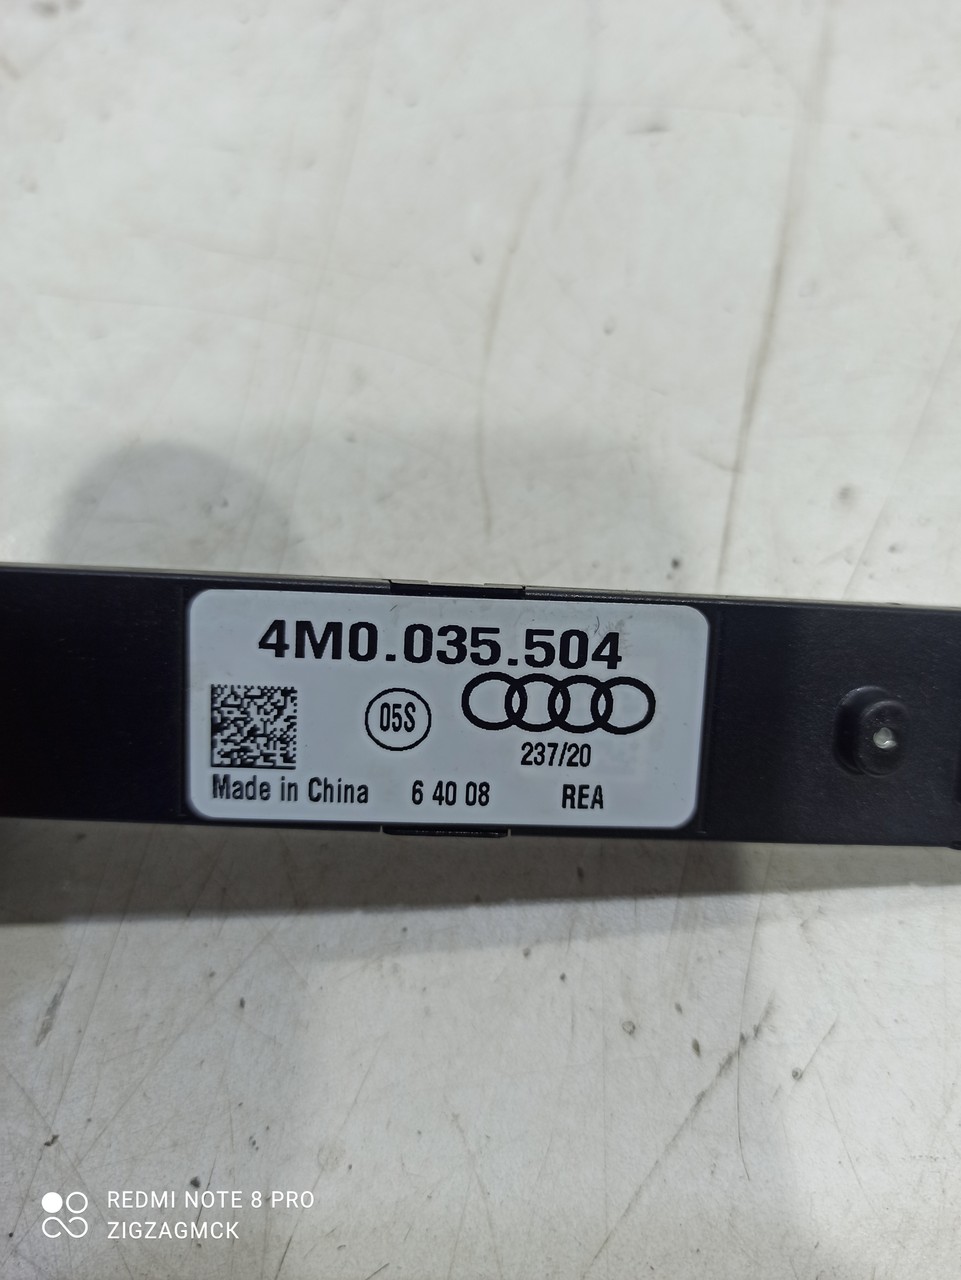 4M0.035.504
05S
237/20
Made in China 6 40 08 REA
REDMI NOTE 8 PRO
ZIGZAGMCK